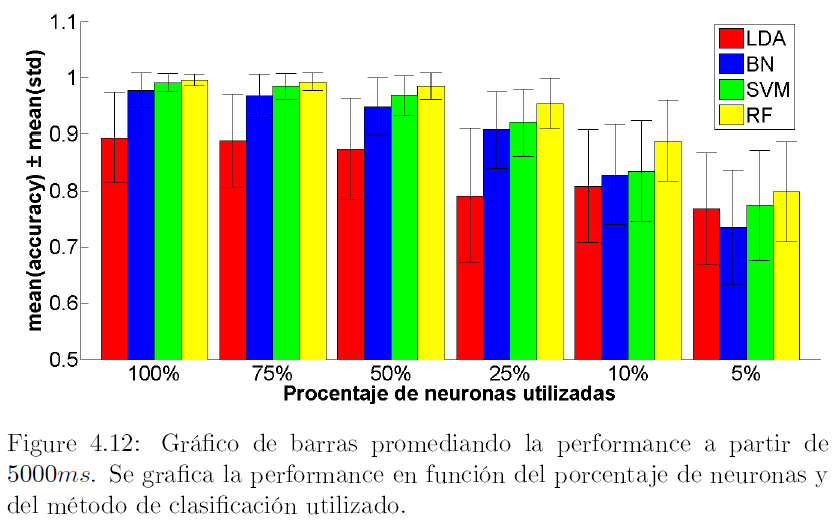 mean(accuracy) ± mean(std)
1.1
1
0.9
0.8
0.7
0.6
0.5
LDA
BN
SVM
RF
100% 75% 50% 25% 10% 5%
Procentaje de neuronas utilizadas
Figure 4.12: Gráfico de barras promediando la performance a partir de
5000ms. Se grafica la performance en función del porcentaje de neuronas y
del método de clasificación utilizado.